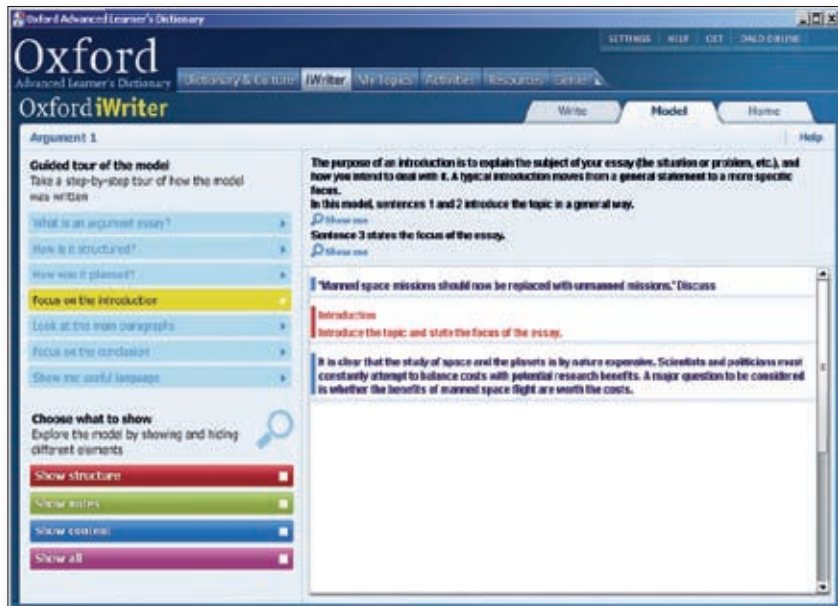 Oxford Advanced Learner's Dictionary
SETTINGS HELP OALD ONLINE
Oxford
Advanced Learner's Dictionary
Dictionary & Culture iWriter My Topics Activities Resources
Oxford iWriter
Write Model Home
Argument 1
Help
Guided tour of the model
Take a step-by-step tour of how the model
was written
What is an argument essay?
How is it structured?
How was it planned?
Focus on the introduction
Look at the main paragraphs
Focus on the conclusion
Show me useful language
Choose what to show
Explore the model by showing and hiding
different elements
Show structure
Show notes
Show content
Show all
The purpose of an introduction is to explain the subject of your essay (the situation or problem, etc.), and
how you intend to deal with it. A typical introduction moves from a general statement to a more specific
focus.
In this model, sentences 1 and 2 introduce the topic in a general way.
Show me
Sentence 3 states the focus of the essay.
Show me
'Manned space missions should now be replaced with unmanned missions.' Discuss
Introduction
Introduce the topic and state the focus of the essay.
It is clear that the study of space and the planets is by nature expensive. Scientists and politicians must
constantly attempt to balance costs with potential research benefits. A major question to be considered
is whether the benefits of manned space flight are worth the costs.